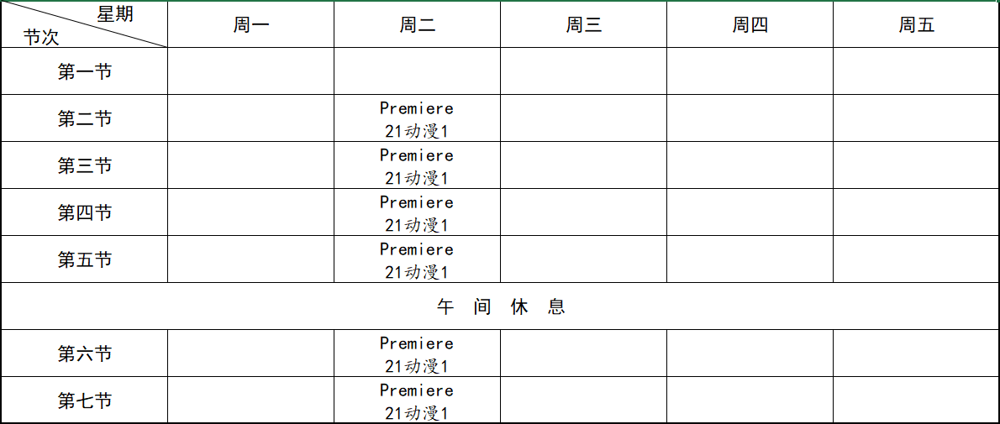 星期
节次
周一
周二
周三
周四
周五
第一节
第二节
Premiere
21动漫1
第三节
Premiere
21动漫1
第四节
Premiere
21动漫1
第五节
Premiere
21动漫1
午 间 休 息
第六节
Premiere
21动漫1
第七节
Premiere
21动漫1